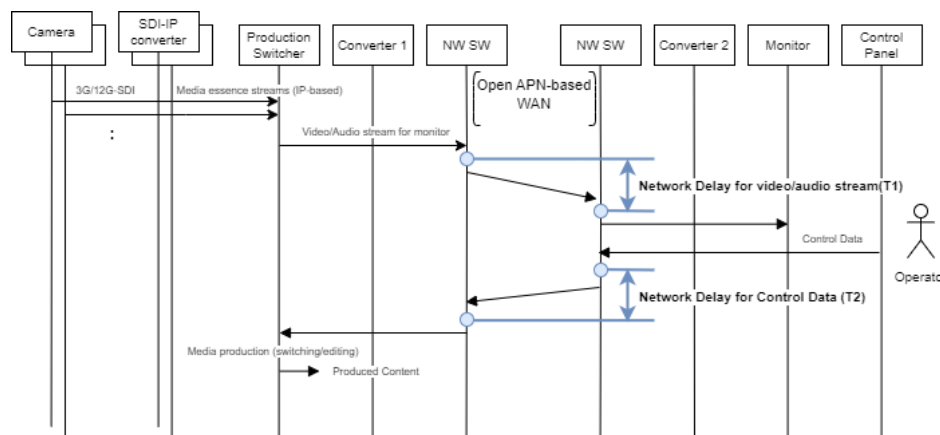 Camera
SDI-IP
converter
Production
Switcher
Converter 1
NW SW
NW SW
Converter 2
Monitor
Control
Panel
Open APN-based
WAN
3G/12G-SDI
Media essence streams (IP-based)
:
Video/Audio stream for monitor
Network Delay for video/audio stream(T1)
Control Data
Operato
Network Delay for Control Data (T2)
Media production (switching/editing)
Produced Content